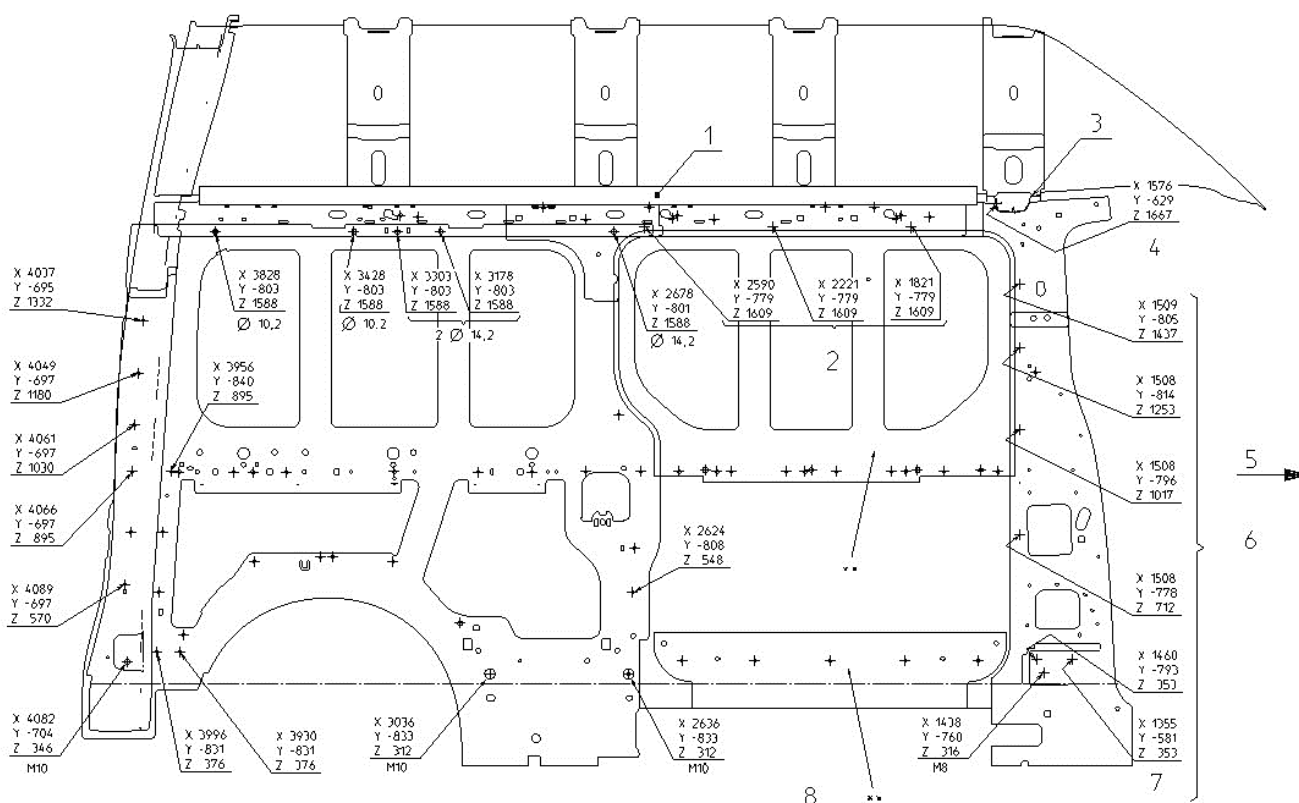 1
3
X 1576
Y -629
Z 1667
4
X 4037
Y -695
Z 1332
X 3828
Y -803
Z 1588
Ø 10,2
X 3428
Y -803
Z 1588
Ø 10,2
X 3303
Y -803
Z 1588
X 3178
Y -803
Z 1588
2 Ø 14,2
X 2678
Y -801
Z 1588
Ø 14,2
X 2590
Y -779
Z 1609
X 2221
Y -779
Z 1609
X 1821
Y -779
Z 1609
2
X 1509
Y -805
Z 1437
X 4049
Y -697
Z 1180
X 3956
Y -840
Z 895
X 1508
Y -814
Z 1253
X 4061
Y -697
Z 1030
X 1508
Y -796
Z 1017
5
X 4066
Y -697
Z 895
X 2624
Y -808
Z 548
6
X 4089
Y -697
Z 570
X 1508
Y -778
Z 712
X 1460
Y -793
Z 353
X 4082
Y -704
Z 346
M10
X 3996
Y -831
Z 376
X 3930
Y -831
Z 376
X 3036
Y -833
Z 312
M10
X 2636
Y -833
Z 312
M10
X 1438
Y -760
Z 316
M8
X 1355
Y -581
Z 353
7
8